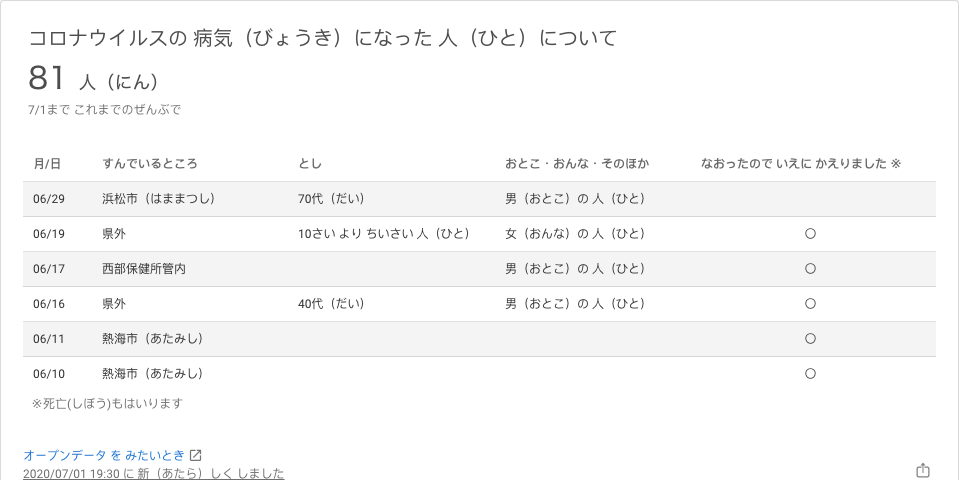 コロナウイルスの 病気（びょうき）になった 人（ひと）について
81 人（にん）
7/1まで これまでのぜんぶで
月/日 すんでいるところ とし おとこ・おんな・そのほか なおったので いえに かえりました ※
06/29 浜松市（はままつし） 70代（だい） 男（おとこ）の 人（ひと）
06/19 県外 10さい より ちいさい 人（ひと） 女（おんな）の 人（ひと） ○
06/17 西部保健所管内 男（おとこ）の 人（ひと） ○
06/16 県外 40代（だい） 男（おとこ）の 人（ひと） ○
06/11 熱海市（あたみし） ○
06/10 熱海市（あたみし） ○
※死亡(しぼう)もはいります
オープンデータ を みたいとき
2020/07/01 19:30 に 新（あたら）しく しました